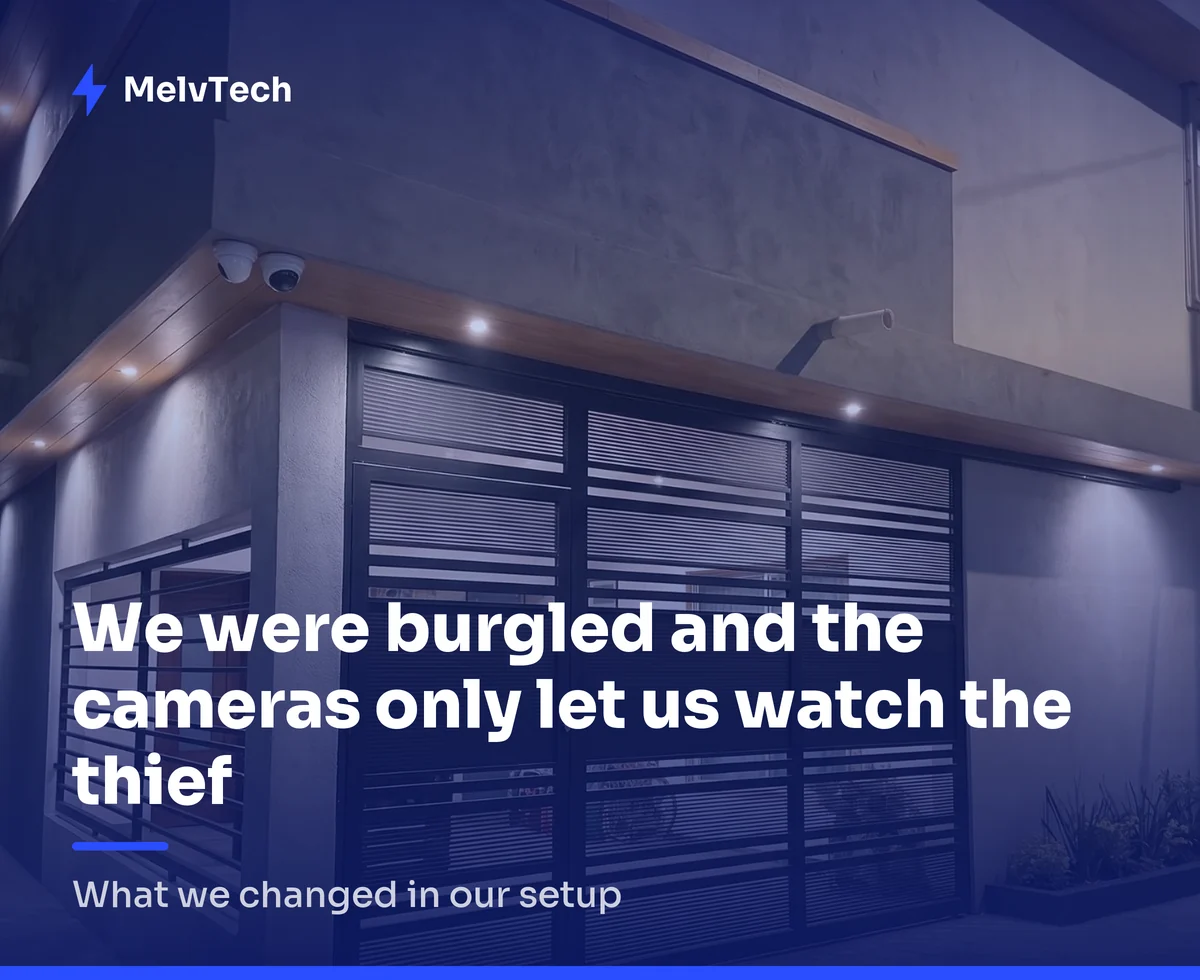 MelvTech
We were burgled and the
cameras only let us watch the
thief
What we changed in our setup